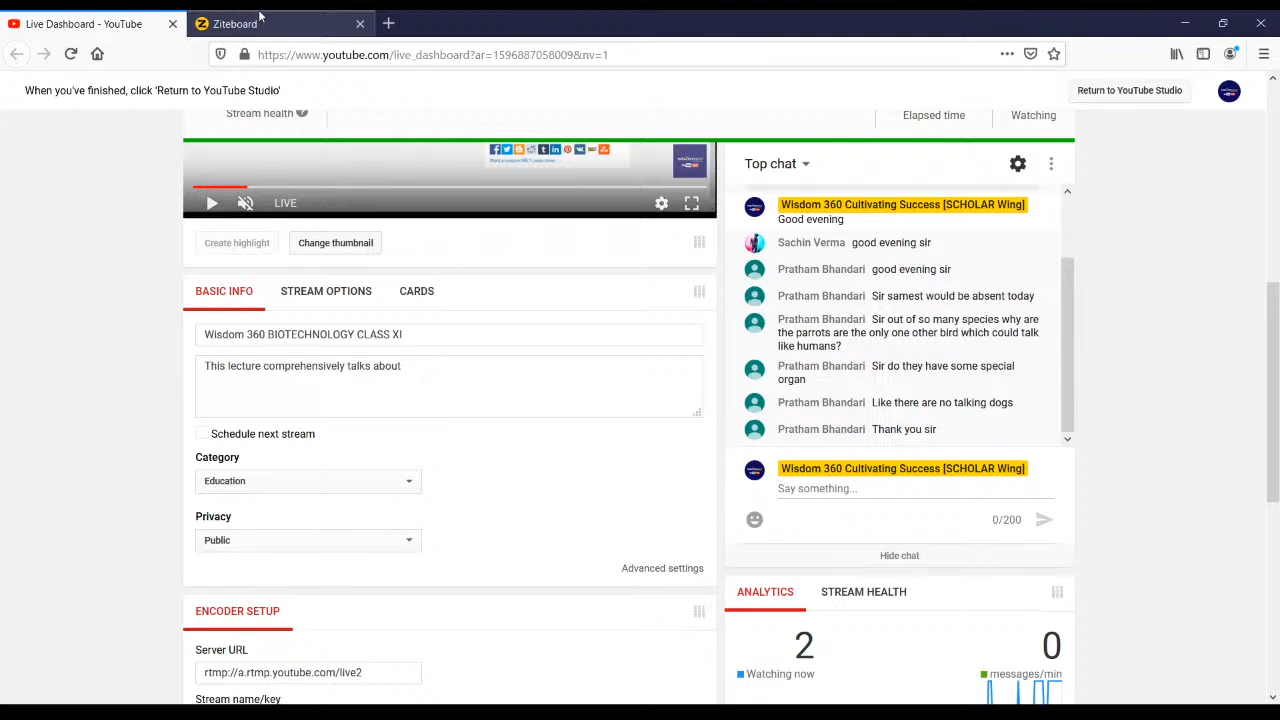 Live Dashboard - YouTube
Ziteboard
https://www.youtube.com/live_dashboard?ar=1596887058009&nv=1
When you've finished, click 'Return to YouTube Studio'
Return to YouTube Studio
Stream health
Elapsed time
Watching
LIVE
Create highlight
Change thumbnail
BASIC INFO
STREAM OPTIONS
CARDS
Wisdom 360 BIOTECHNOLOGY CLASS XI
This lecture comprehensively talks about
Schedule next stream
Category
Education
Privacy
Public
Advanced settings
ENCODER SETUP
Server URL
rtmp://a.rtmp.youtube.com/live2
Stream name/key
Top chat
Wisdom 360 Cultivating Success [SCHOLAR Wing]
Good evening
Sachin Verma good evening sir
Pratham Bhandari good evening sir
Pratham Bhandari Sir samest would be absent today
Pratham Bhandari Sir out of so many species why are
the parrots are the only one other bird which could talk
like humans?
Pratham Bhandari Sir do they have some special
organ
Pratham Bhandari Like there are no talking dogs
Pratham Bhandari Thank you sir
Wisdom 360 Cultivating Success [SCHOLAR Wing]
Say something...
0/200
Hide chat
ANALYTICS
STREAM HEALTH
2
Watching now
0
messages/min